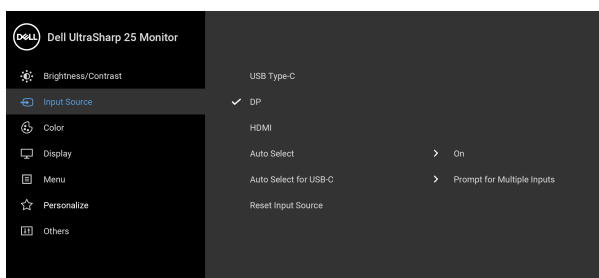 DELL Dell UltraSharp 25 Monitor
Brightness/Contrast USB Type-C
Input Source DP
Color HDMI
Display Auto Select On
Menu Auto Select for USB-C Prompt for Multiple Inputs
Personalize Reset Input Source
Others